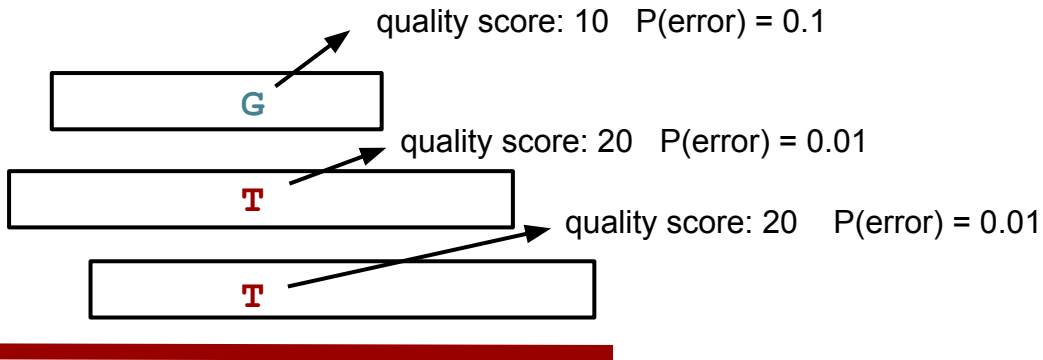 quality score: 10 P(error) = 0.1
G
quality score: 20 P(error) = 0.01
T
quality score: 20 P(error) = 0.01
T